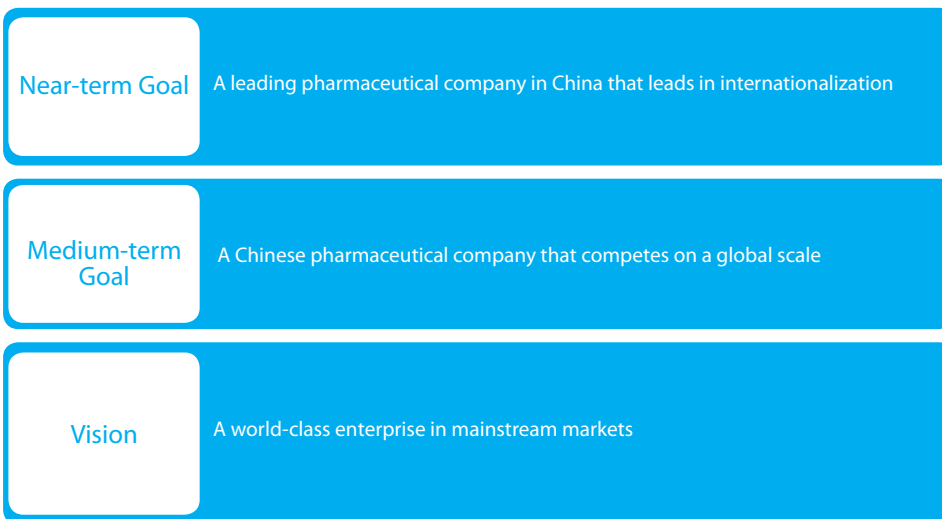 Near-term Goal
A leading pharmaceutical company in China that leads in internationalization
Medium-term
Goal
A Chinese pharmaceutical company that competes on a global scale
Vision
A world-class enterprise in mainstream markets